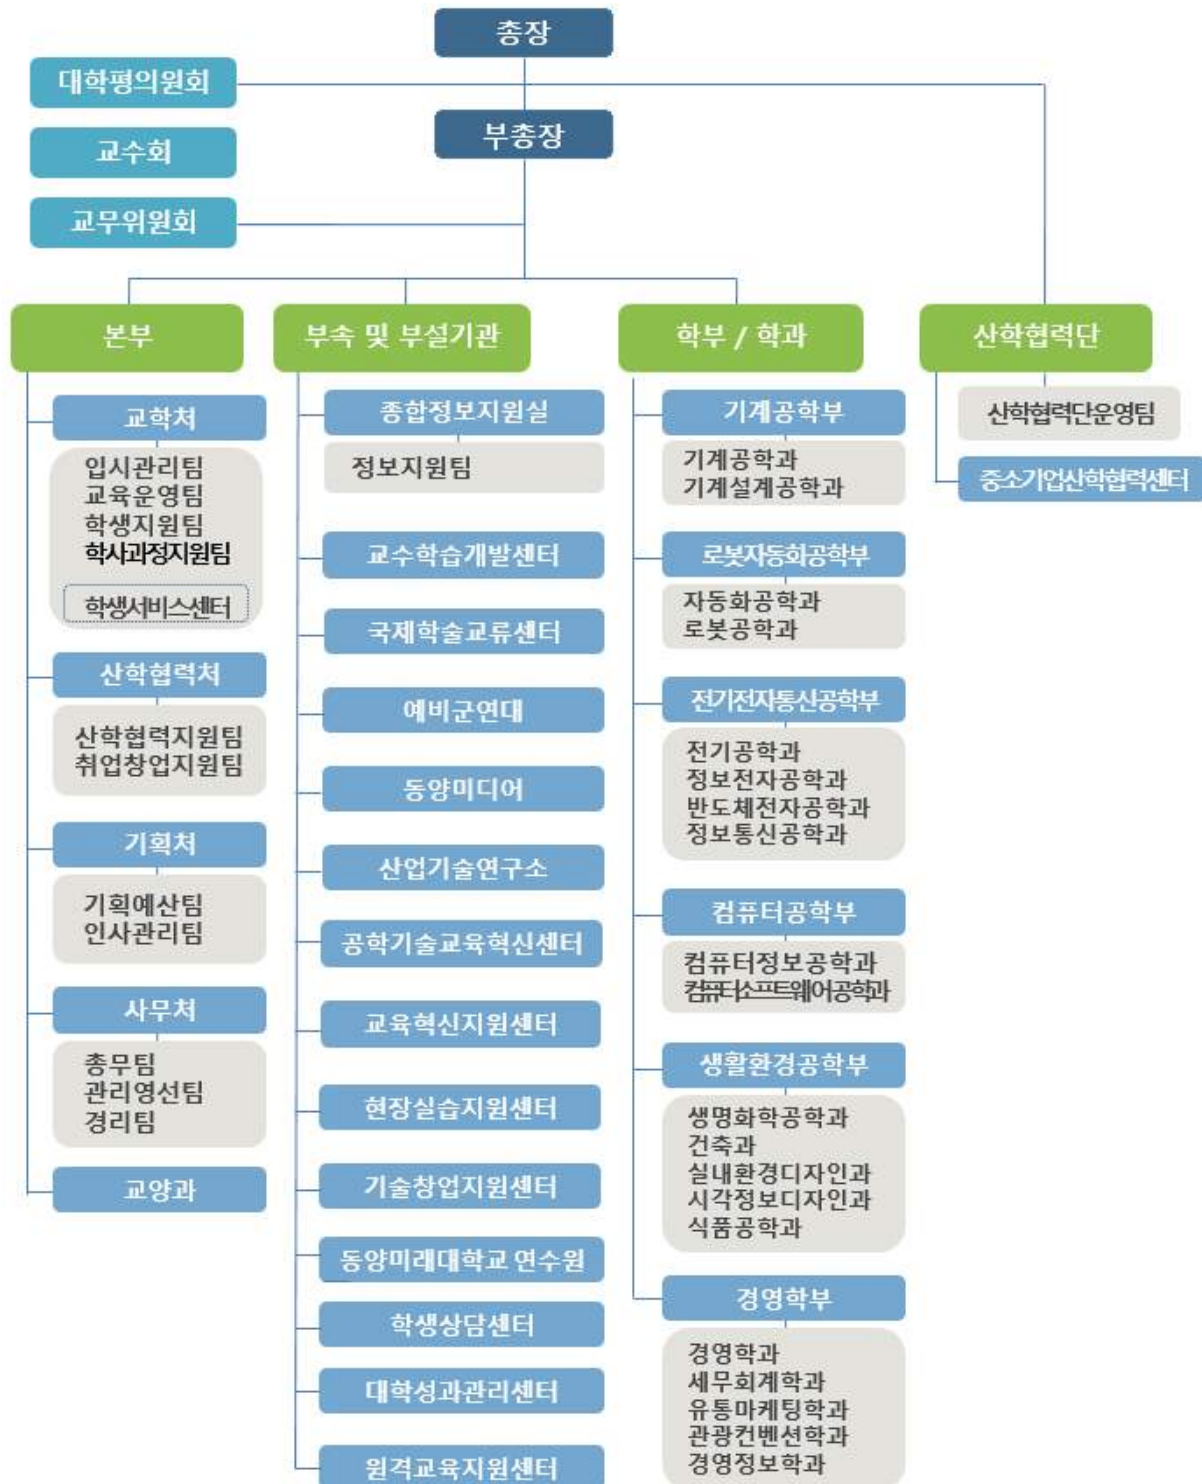 총장
대학평의원회
부총장
교수회
교무위원회
본부
교학처
입시관리팀
교육운영팀
학생지원팀
학사과정지원팀
학생서비스센터
산학협력처
산학협력지원팀
취업창업지원팀
기획처
기획예산팀
인사관리팀
사무처
총무팀
관리영선팀
경리팀
교양과
부속 및 부설기관
종합정보지원실
정보지원팀
교수학습개발센터
국제학술교류센터
예비군연대
동양미디어
산업기술연구소
공학기술교육혁신센터
교육혁신지원센터
현장실습지원센터
기술창업지원센터
동양미래대학교 연수원
학생상담센터
대학성과관리센터
원격교육지원센터
학부 / 학과
기계공학부
기계공학과
기계설계공학과
로봇자동화공학부
자동화공학과
로봇공학과
전기전자통신공학부
전기공학과
정보전자공학과
반도체전자공학과
정보통신공학과
컴퓨터공학부
컴퓨터정보공학과
컴퓨터소프트웨어공학과
생활환경공학부
생명화학공학과
건축과
실내환경디자인과
시각정보디자인과
식품공학과
경영학부
경영학과
세무회계학과
유통마케팅학과
관광컨벤션학과
경영정보학과
산학협력단
산학협력단운영팀
중소기업산학협력센터